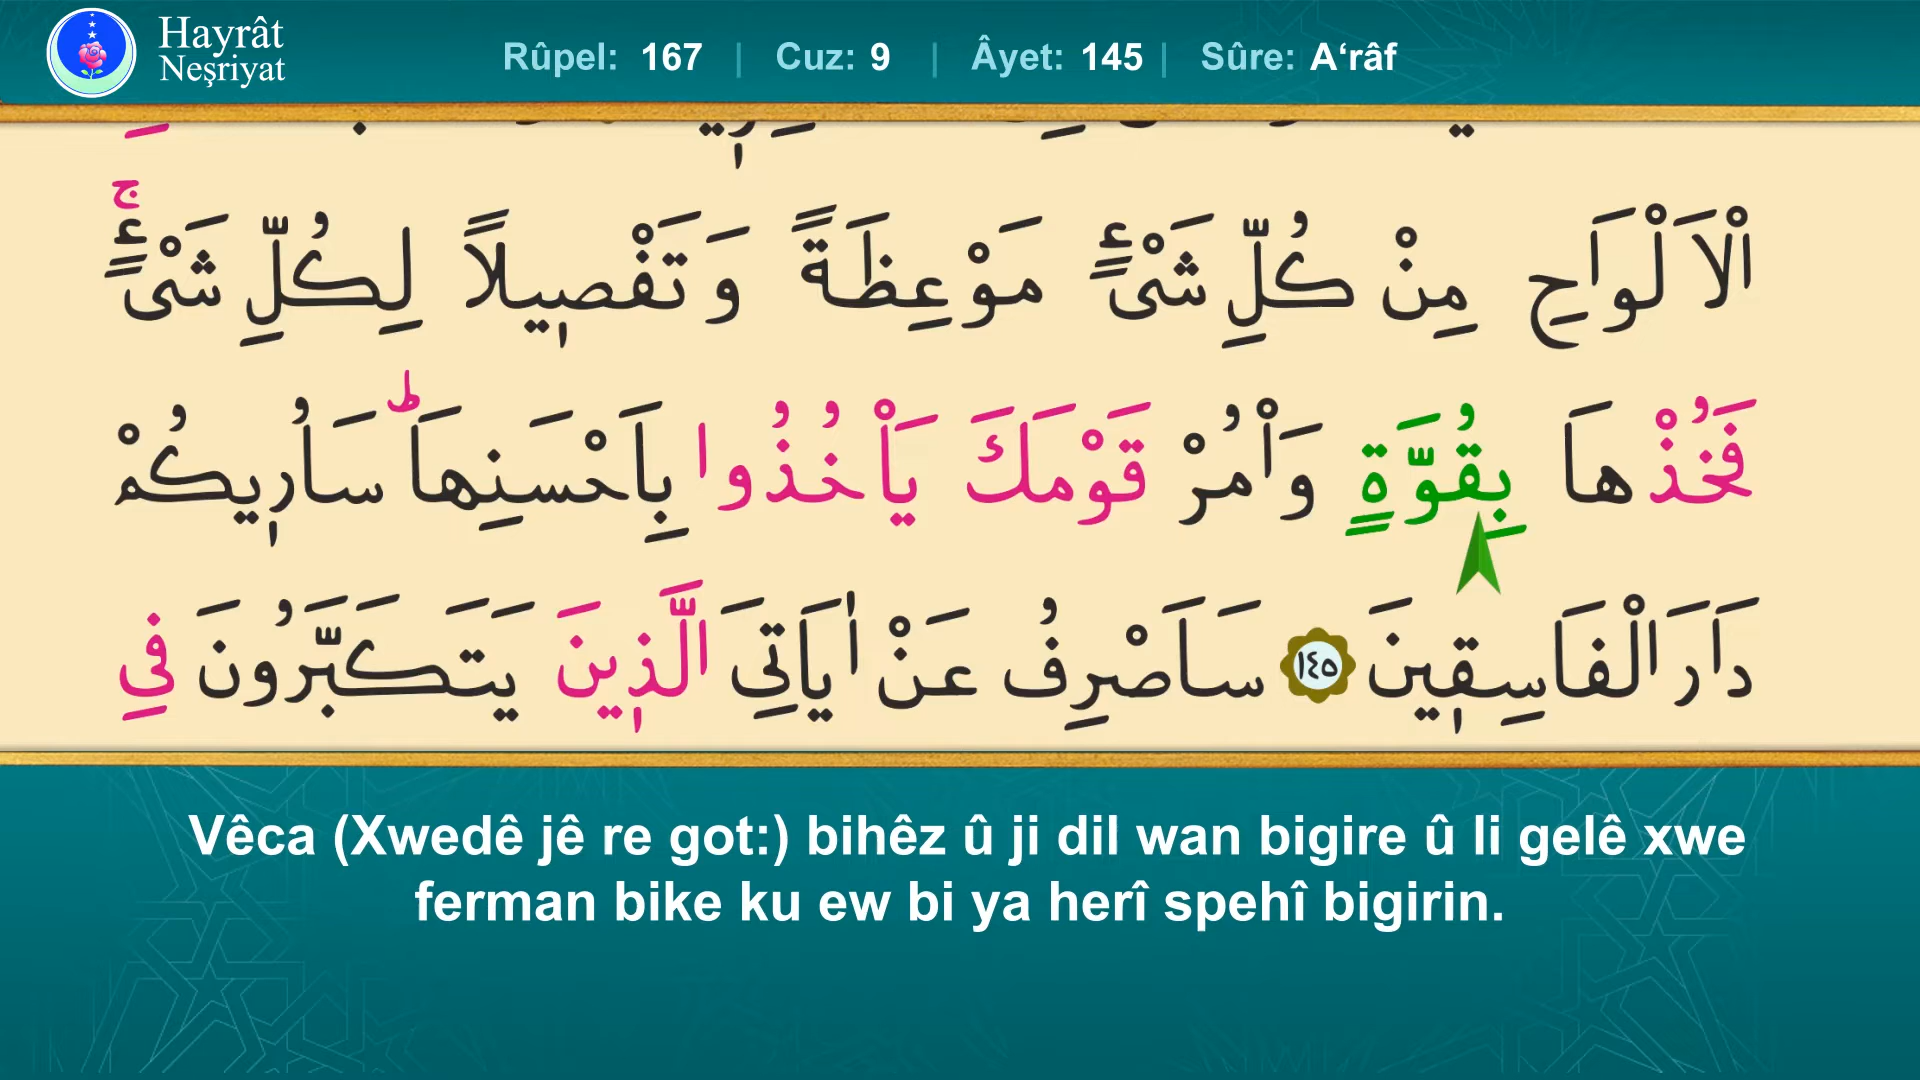 Hayrât
Neşriyat
Rûpel: 167 | Cuz: 9 | Âyet: 145 | Sûre: A‘râf
اْلاَلْوَاحِ مِنْ كُلِّ شَىْءٍ مَوْعِظَةً وَتَفْصٖيلاً لِكُلِّ شَىْءٍۚ
فَخُذْهَا بِقُوَّةٍ وَاْمُرْ قَوْمَكَ يَاْخُذُوا بِاَحْسَنِهَاۜ سَاُرٖيكُمْ
دَارَ الْفَاسِقٖينَ ١٤٥ سَاَصْرِفُ عَنْ اٰيَاتِىَ الَّذٖينَ يَتَكَبَّرُونَ فِى
Vêca (Xwedê jê re got:) bihêz û ji dil wan bigire û li gelê xwe
ferman bike ku ew bi ya herî spehî bigirin.